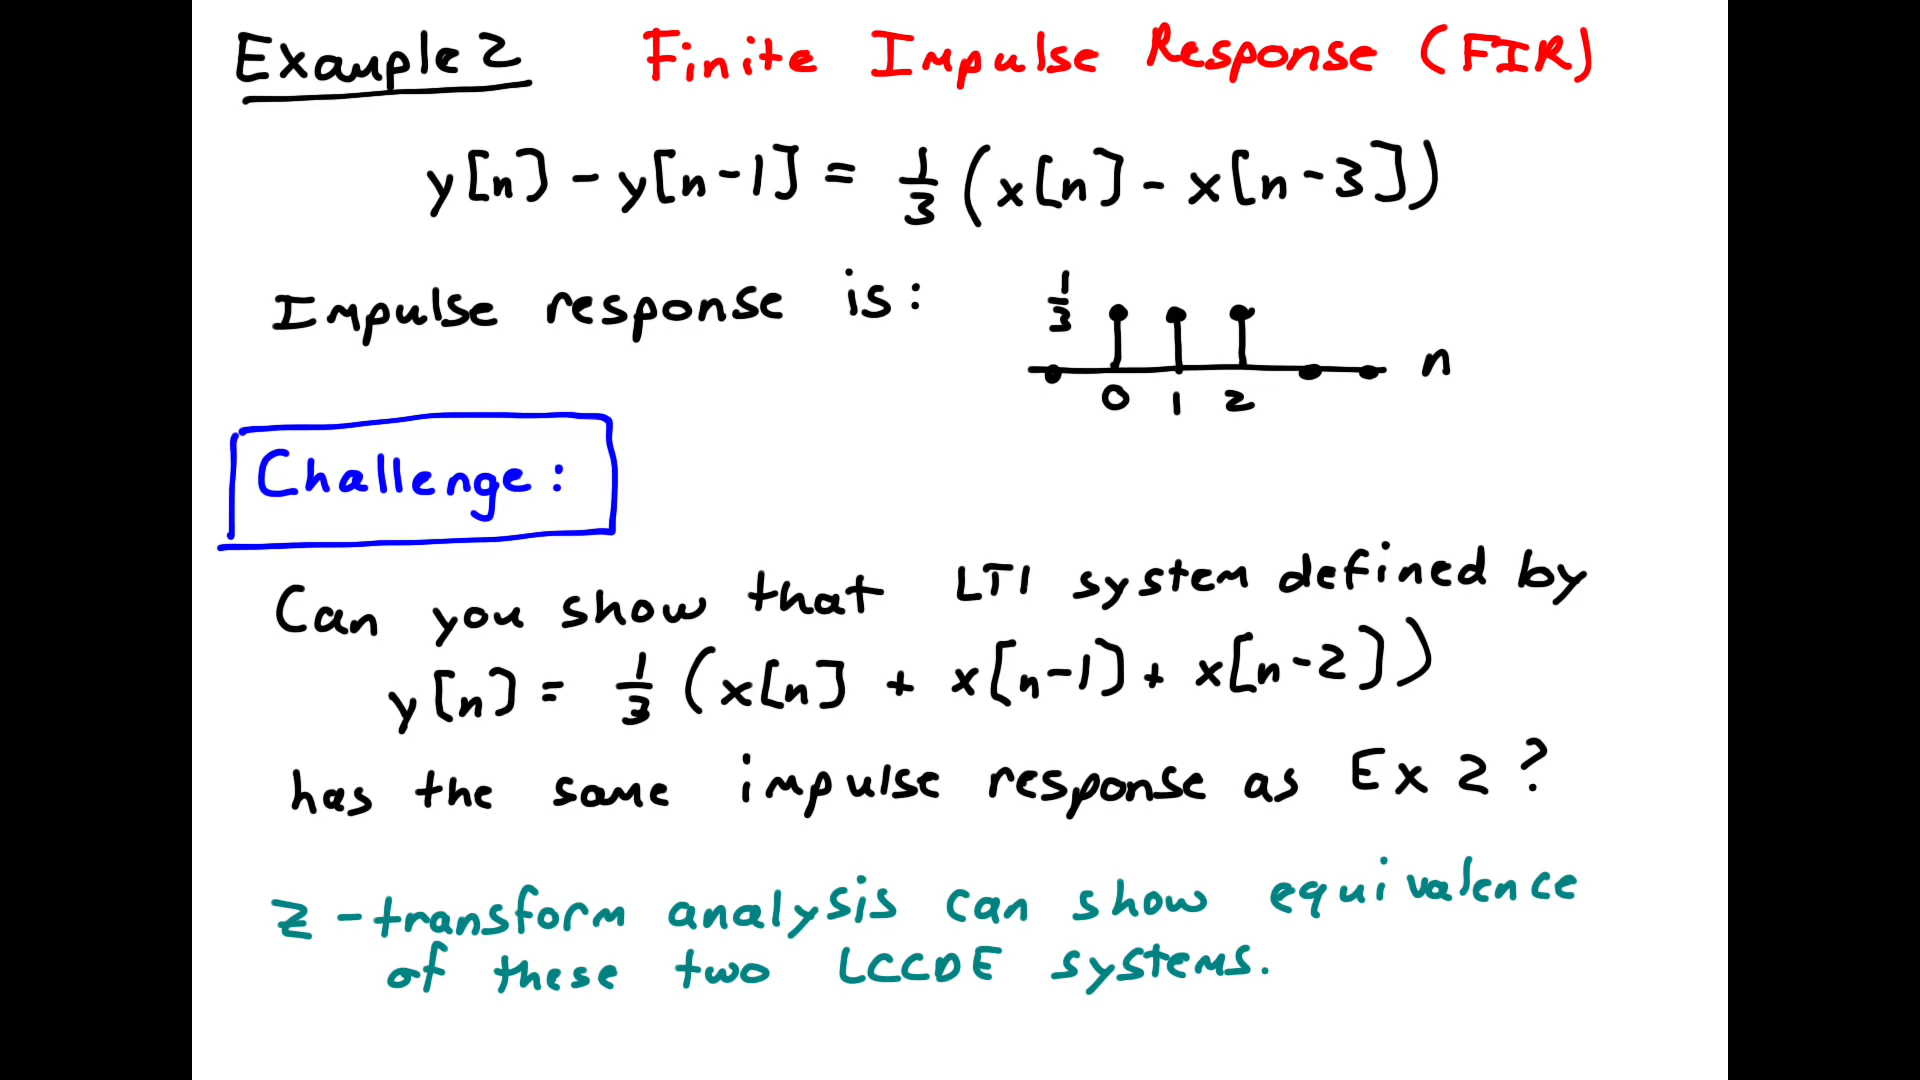 Example 2 Finite Impulse Response (FIR)
y[n] - y[n-1] = 1/3 (x[n] - x[n-3])
Impulse response is: 1/3 n
0 1 2
Challenge:
Can you show that LTI system defined by
y[n] = 1/3 (x[n] + x[n-1] + x[n-2])
has the same impulse response as Ex 2?
z-transform analysis can show equivalence
of these two LCCDE systems.